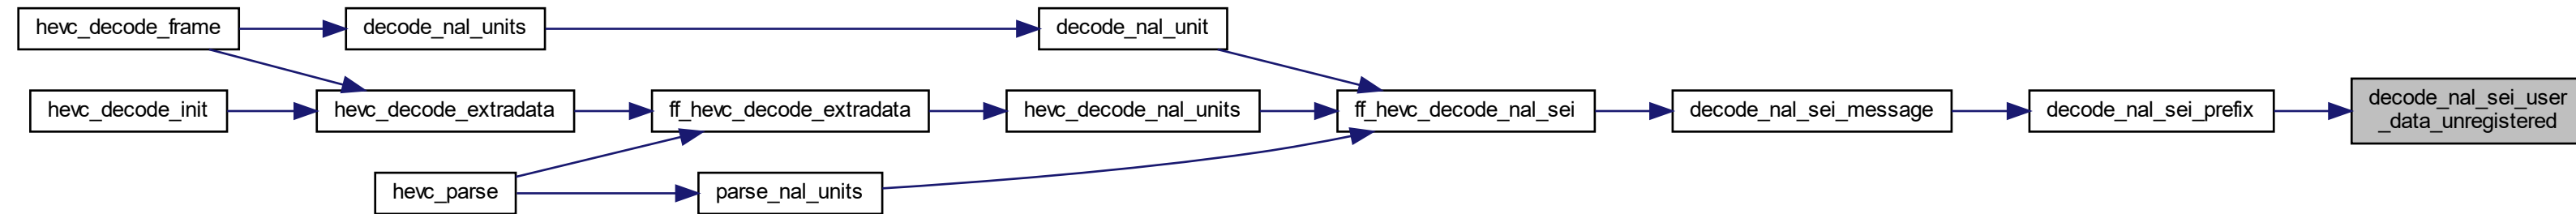 hevc_decode_frame
decode_nal_units
decode_nal_unit
hevc_decode_init
hevc_decode_extradata
ff_hevc_decode_extradata
hevc_decode_nal_units
ff_hevc_decode_nal_sei
decode_nal_sei_message
decode_nal_sei_prefix
decode_nal_sei_user
_data_unregistered
hevc_parse
parse_nal_units